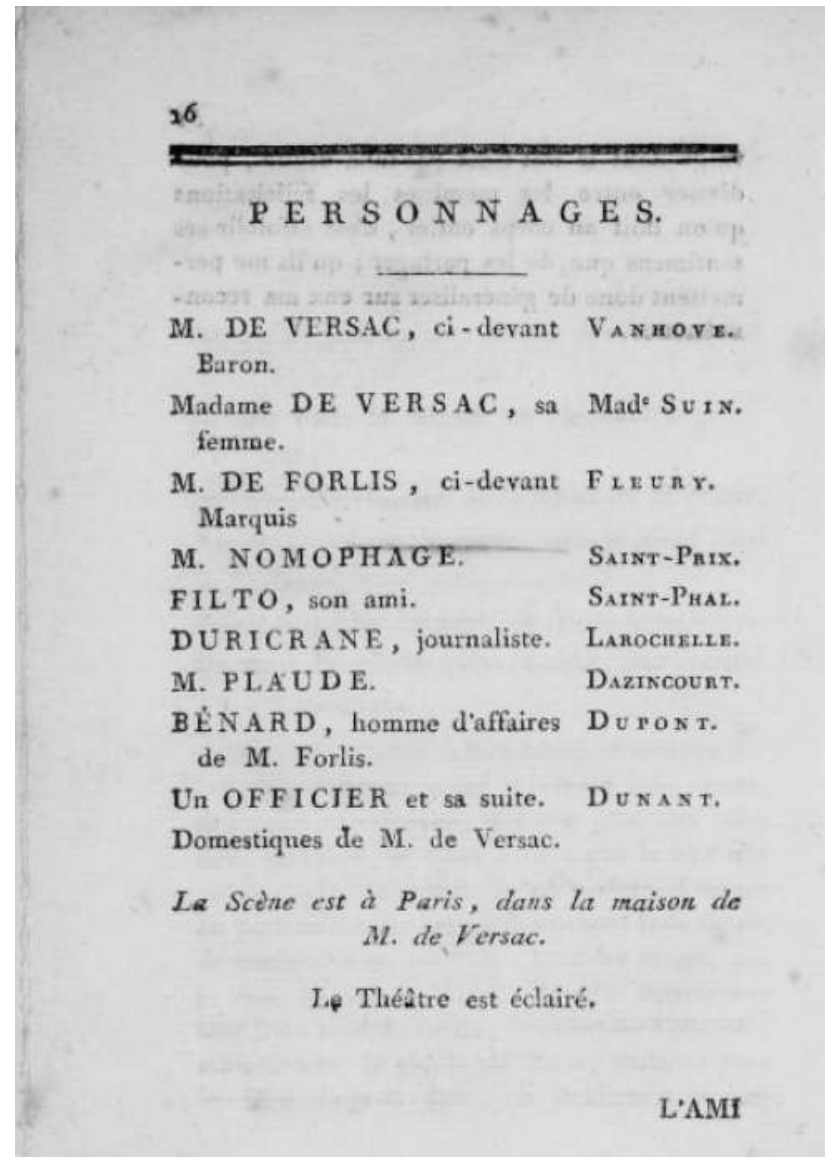 26
PERSONNAGES.
M. DE VERSAC, ci-devant VANHOVE.
Baron.
Madame DE VERSAC, sa Madᵉ SUIN.
femme.
M. DE FORLIS, ci-devant FLEURY.
Marquis
M. NOMOPHAGE. SAINT-PRIX.
FILTO, son ami. SAINT-PHAL.
DURICRANE, journaliste. LAROCHELLE.
M. PLAUDE. DAZINCOURT.
BÉNARD, homme d'affaires DUPONT.
de M. Forlis.
Un OFFICIER et sa suite. DUNANT.
Domestiques de M. de Versac.
La Scène est à Paris, dans la maison de
M. de Versac.
Le Théâtre est éclairé.
L'AMI